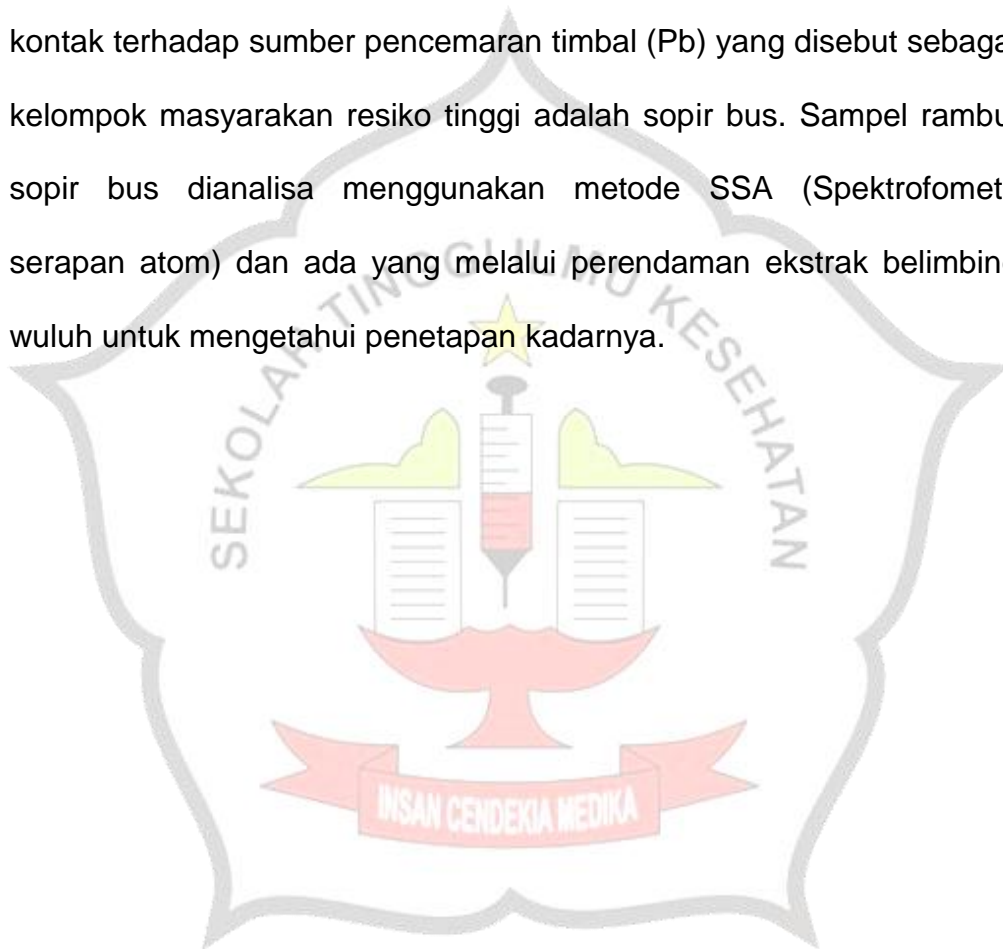 kontak terhadap sumber pencemaran timbal (Pb) yang disebut sebaga
kelompok masyarakan resiko tinggi adalah sopir bus. Sampel rambu
sopir bus dianalisa menggunakan metode SSA (Spektrofomet
serapan atom) dan ada yang melalui perendaman ekstrak belimbing
wuluh untuk mengetahui penetapan kadarnya.
SEKOLAH TINGGI ILMU KESEHATAN
INSAN CENDEKIA MEDIKA